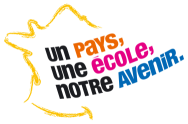 un PAYS,
une école,
notre avenir.